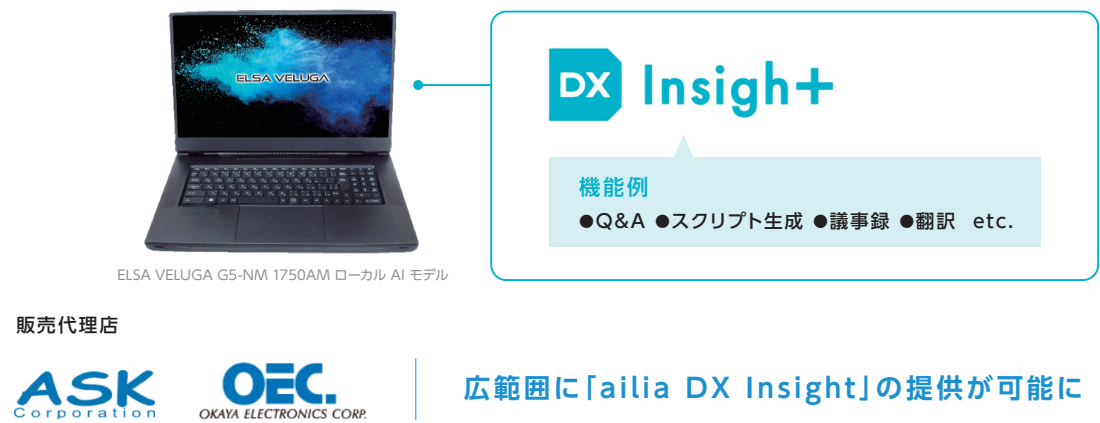 ELSA VELUGA
DX Insigh+
機能例
●Q&A ●スクリプト生成 ●議事録 ●翻訳 etc.
ELSA VELUGA G5-NM 1750AM ローカル AI モデル
販売代理店
ASK
Corporation
OEC.
OKAYA ELECTRONICS CORP.
広範囲に「ailia DX Insight」の提供が可能に